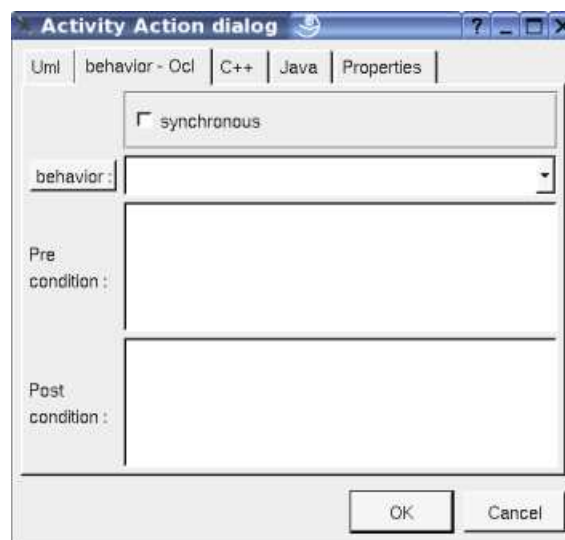 Activity Action dialog
Uml behavior - Ocl C++ Java Properties
synchronous
behavior :
Pre
condition :
Post
condition :
OK Cancel